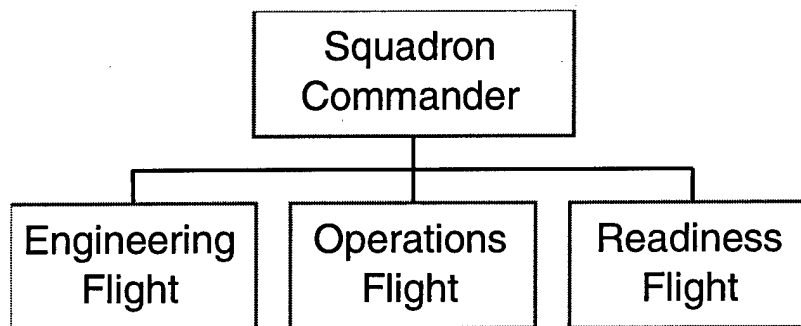 Squadron
Commander
Engineering
Flight
Operations
Flight
Readiness
Flight